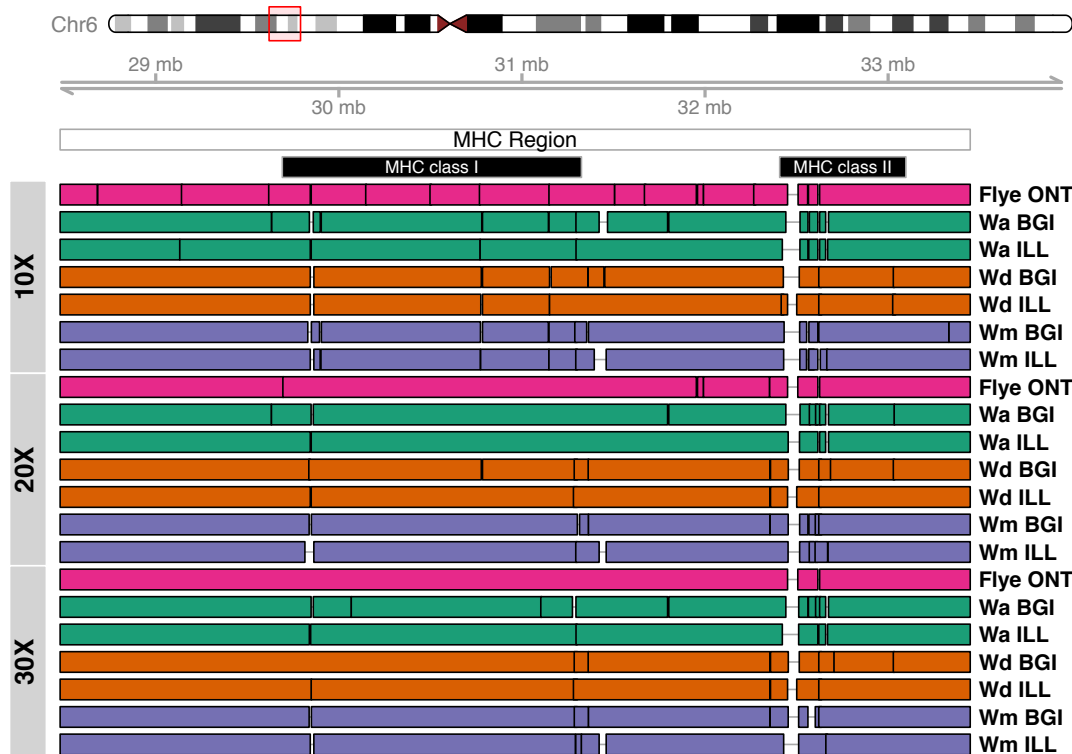 Chr6
29 mb
31 mb
33 mb
30 mb
32 mb
MHC Region
MHC class I
MHC class II
10X
Flye ONT
Wa BGI
Wa ILL
Wd BGI
Wd ILL
Wm BGI
Wm ILL
20X
Flye ONT
Wa BGI
Wa ILL
Wd BGI
Wd ILL
Wm BGI
Wm ILL
30X
Flye ONT
Wa BGI
Wa ILL
Wd BGI
Wd ILL
Wm BGI
Wm ILL